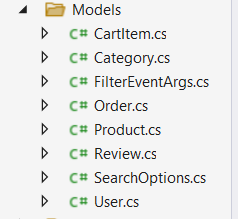 Models
C# CartItem.cs
C# Category.cs
C# FilterEventArgs.cs
C# Order.cs
C# Product.cs
C# Review.cs
C# SearchOptions.cs
C# User.cs